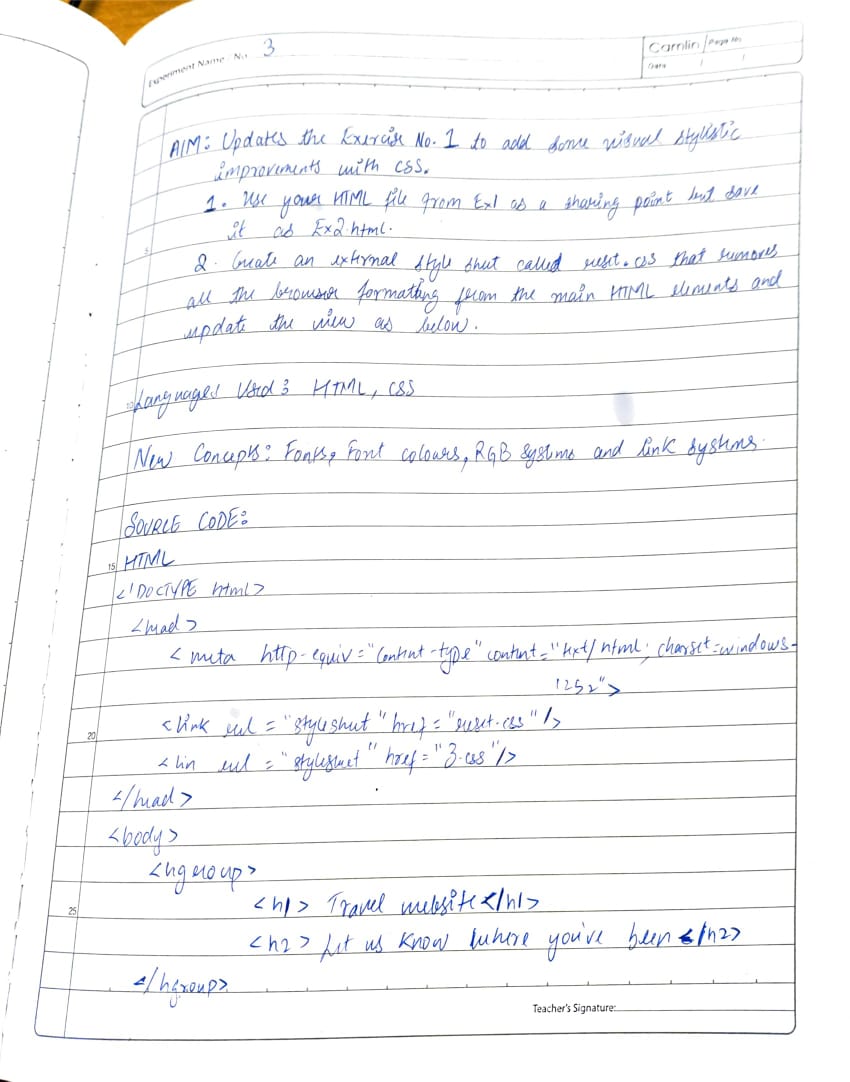 Experiment Name / No. 3
Camlin Page No.
Date / /
AIM: Updates the Exercise No. 1 to add some visual stylistic
improvements with CSS.
1. Use your HTML file from Ex1 as a sharing point but save
it as Ex2.html.
5
2. Create an external style sheet called reset.css that removes
all the browser formatting from the main HTML elements and
update the view as below.
10
Languages Used: HTML, CSS
New Concepts: Fonts, Font colours, RGB systems and link systems.
SOURCE CODE:
15 HTML
<!DOCTYPE html>
<head>
<meta http-equiv="Content-type" content="text/html; charset=windows-
1252">
<link rel = "stylesheet" href="reset.css"/>
20
<lin rel = "stylesheet" href="3.css"/>
</head>
<body>
<hgroup>
<h1> Travel website</h1>
25
<h2> Let us know where you've been </h2>
</hgroup>
Teacher's Signature: